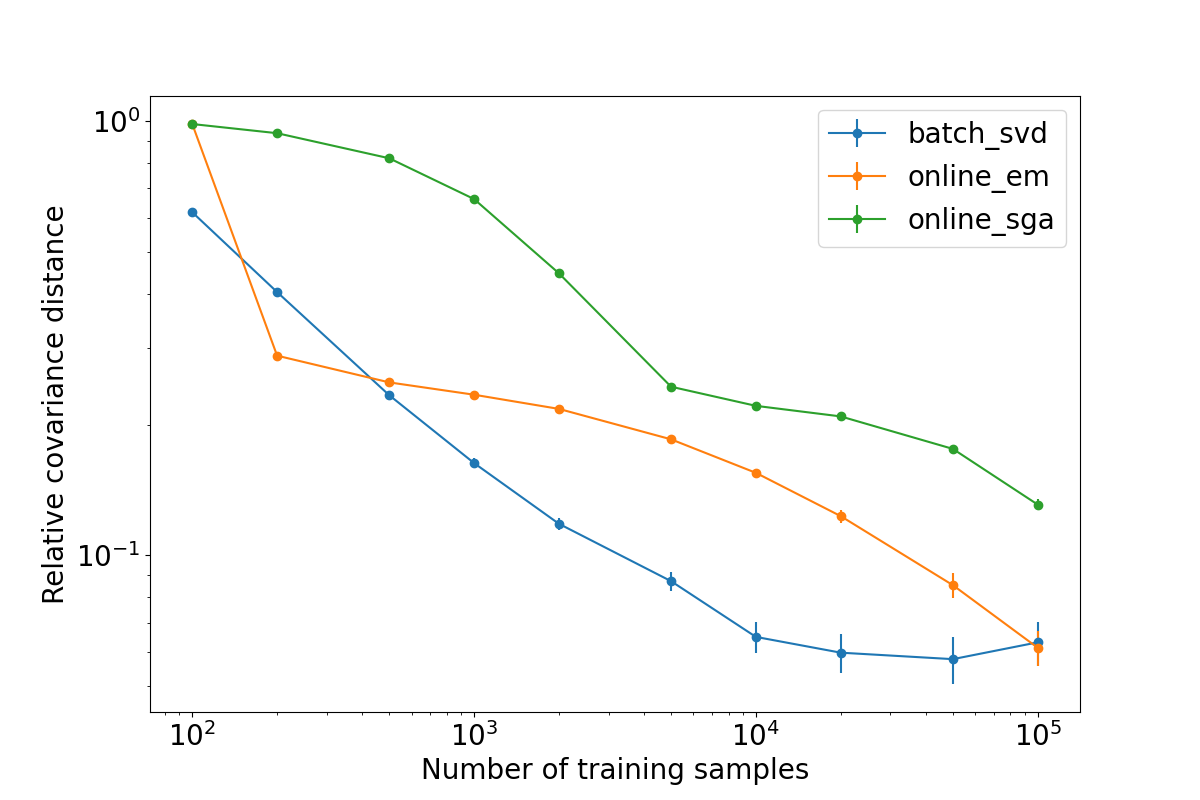 10^0
10^-1
Relative covariance distance
batch_svd
online_em
online_sga
10^2 10^3 10^4 10^5
Number of training samples